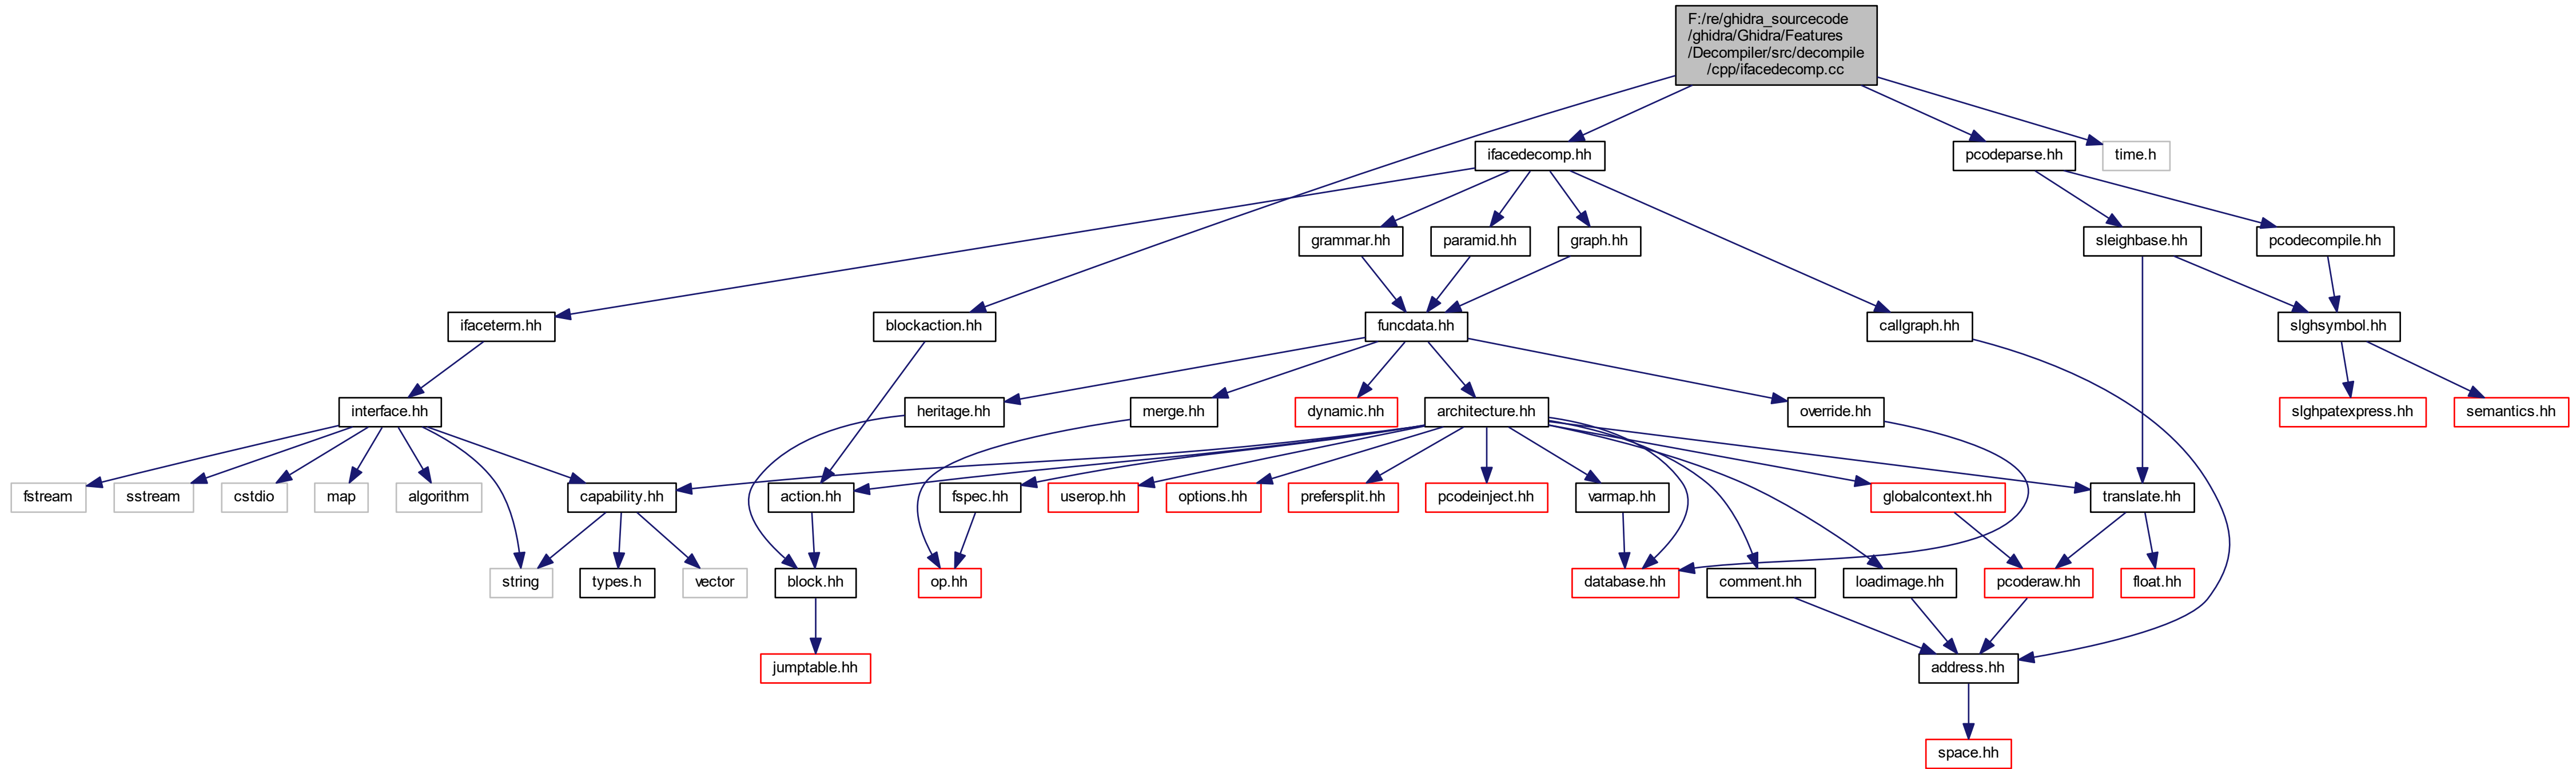 F:/re/ghidra_sourcecode
/ghidra/Ghidra/Features
/Decompiler/src/decompile
/cpp/ifacedecomp.cc
ifacedecomp.hh
pcodeparse.hh
time.h
grammar.hh
paramid.hh
graph.hh
sleighbase.hh
pcodecompile.hh
ifaceterm.hh
blockaction.hh
funcdata.hh
callgraph.hh
slghsymbol.hh
interface.hh
heritage.hh
merge.hh
dynamic.hh
architecture.hh
override.hh
slghpatexpress.hh
semantics.hh
fstream
sstream
cstdio
map
algorithm
capability.hh
action.hh
fspec.hh
userop.hh
options.hh
prefersplit.hh
pcodeinject.hh
varmap.hh
globalcontext.hh
translate.hh
string
types.h
vector
block.hh
op.hh
database.hh
comment.hh
loadimage.hh
pcoderaw.hh
float.hh
jumptable.hh
address.hh
space.hh